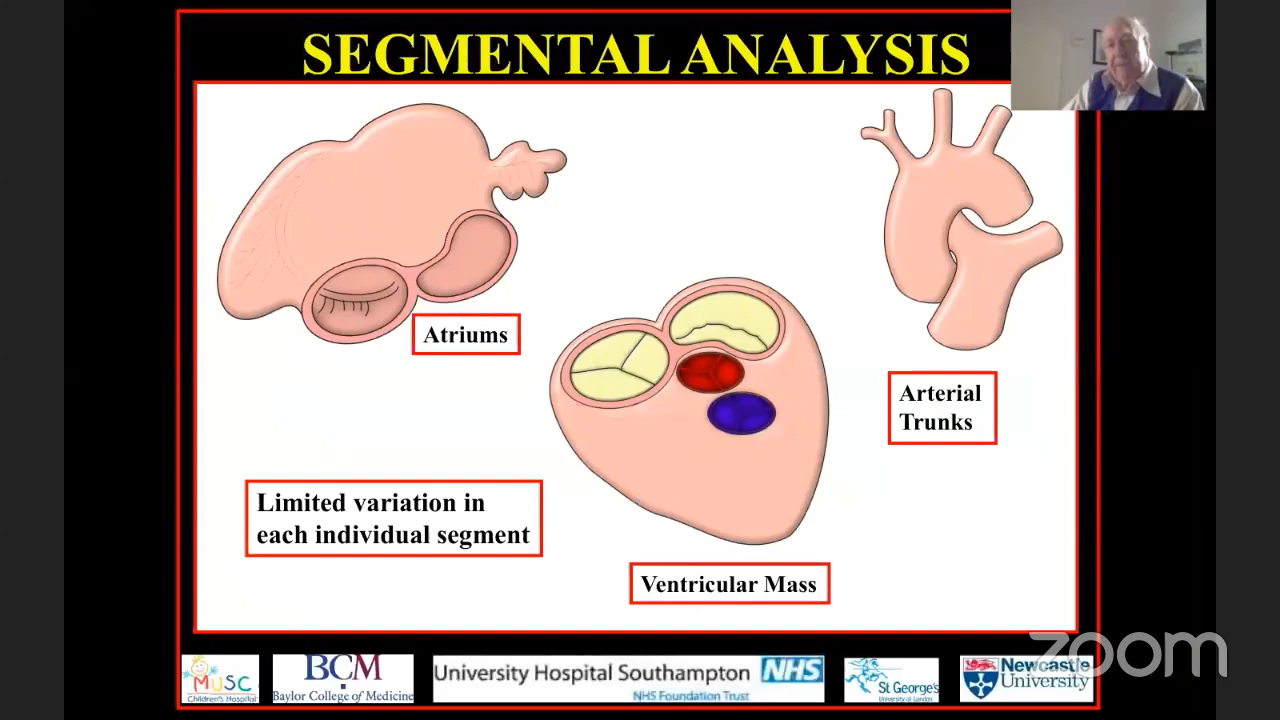 SEGMENTAL ANALYSIS
Atriums
Arterial
Trunks
Limited variation in
each individual segment
Ventricular Mass
zoom
MUSC
Children's Hospital
BCM
Baylor College of Medicine
University Hospital Southampton NHS
NHS Foundation Trust
St George's
University of London
Newcastle
University